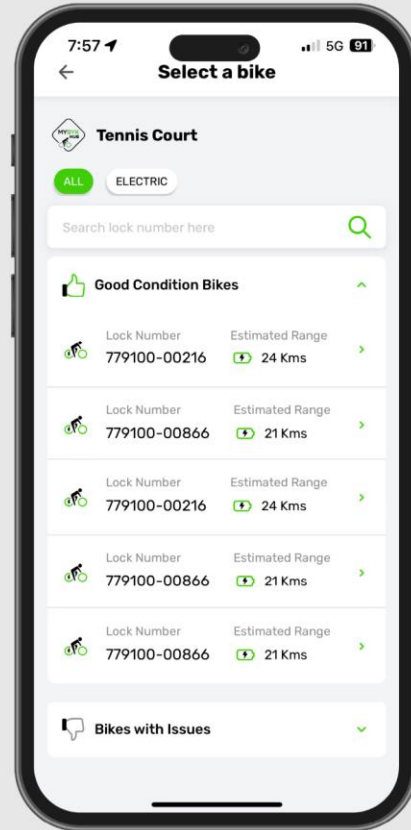 7:57
5G 91
Select a bike
MYBYK
HUB
Tennis Court
ALL ELECTRIC
Search lock number here
Good Condition Bikes
Lock Number Estimated Range
779100-00216 24 Kms
Lock Number Estimated Range
779100-00866 21 Kms
Lock Number Estimated Range
779100-00216 24 Kms
Lock Number Estimated Range
779100-00866 21 Kms
Lock Number Estimated Range
779100-00866 21 Kms
Bikes with Issues